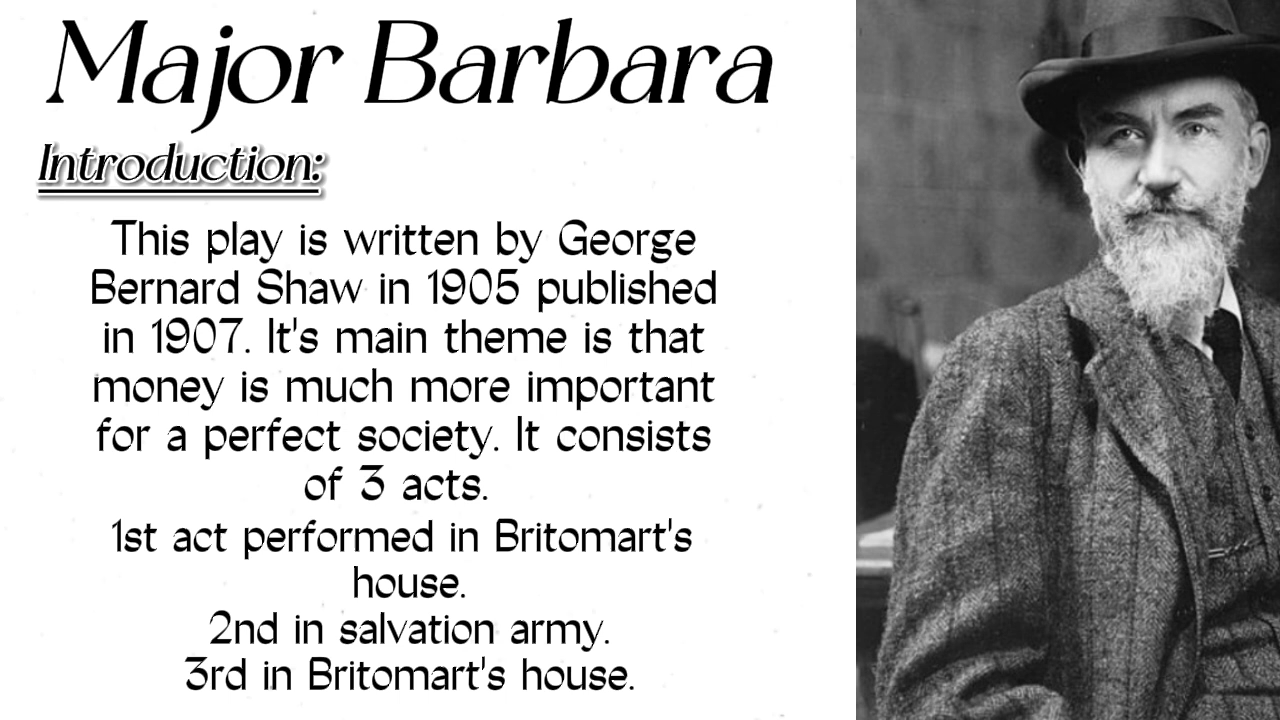 Major Barbara
Introduction:
This play is written by George
Bernard Shaw in 1905 published
in 1907. It's main theme is that
money is much more important
for a perfect society. It consists
of 3 acts.
1st act performed in Britomart's
house.
2nd in salvation army.
3rd in Britomart's house.